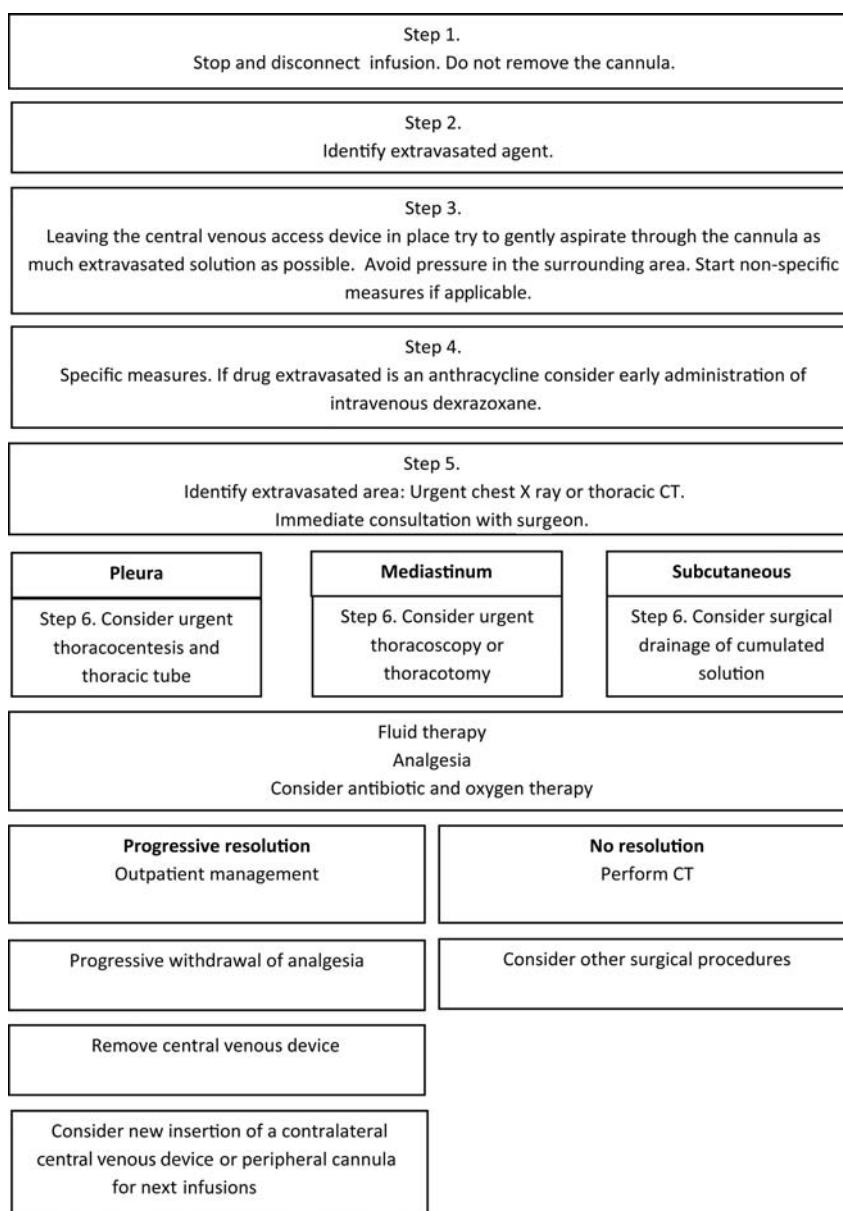 Step 1.
Stop and disconnect infusion. Do not remove the cannula.
Step 2.
Identify extravasated agent.
Step 3.
Leaving the central venous access device in place try to gently aspirate through the cannula as
much extravasated solution as possible. Avoid pressure in the surrounding area. Start non-specific
measures if applicable.
Step 4.
Specific measures. If drug extravasated is an anthracycline consider early administration of
intravenous dexrazoxane.
Step 5.
Identify extravasated area: Urgent chest X ray or thoracic CT.
Immediate consultation with surgeon.
Pleura
Step 6. Consider urgent
thoracocentesis and
thoracic tube
Mediastinum
Step 6. Consider urgent
thoracoscopy or
thoracotomy
Subcutaneous
Step 6. Consider surgical
drainage of cumulated
solution
Fluid therapy
Analgesia
Consider antibiotic and oxygen therapy
Progressive resolution
Outpatient management
No resolution
Perform CT
Progressive withdrawal of analgesia
Consider other surgical procedures
Remove central venous device
Consider new insertion of a contralateral
central venous device or peripheral cannula
for next infusions